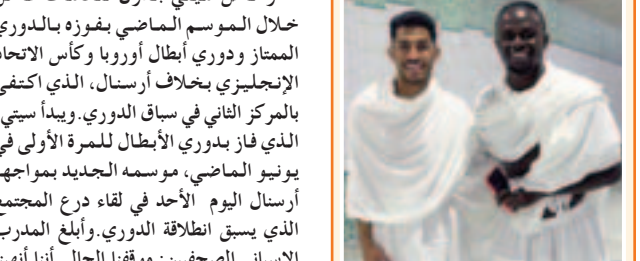 خلال الموسم الماضي بفوزه بالدوري
الممتاز ودوري أبطال أوروبا وكأس الاتحاد
الإنجليزي بخلاف أرسنال، الذي اكتفى
بالمركز الثاني في سباق الدوري.ويبدأ سيتي
الذي فاز بدوري الأبطال للمرة الأولى في
يونيو الماضي، موسمه الجديد بمواجهة
أرسنال اليوم الأحد في لقاء درع المجتمع
الذي يسبق انطلاقة الدوري.وأبلغ المدرب